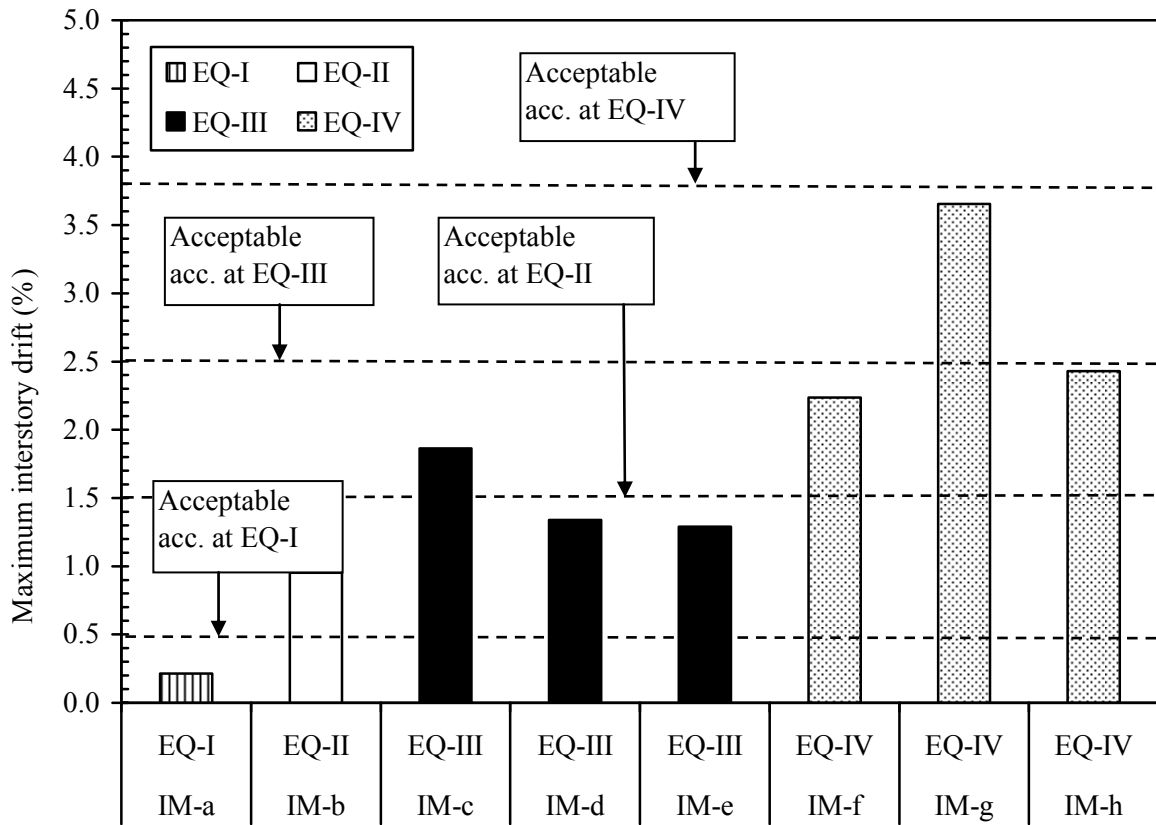 5.0
4.5
4.0
3.5
3.0
2.5
2.0
1.5
1.0
0.5
0.0
Maximum interstory drift (%)
EQ-I EQ-II
EQ-III EQ-IV
Acceptable
acc. at EQ-IV
Acceptable
acc. at EQ-III
Acceptable
acc. at EQ-II
Acceptable
acc. at EQ-I
EQ-I EQ-II EQ-III EQ-III EQ-III EQ-IV EQ-IV EQ-IV
IM-a IM-b IM-c IM-d IM-e IM-f IM-g IM-h